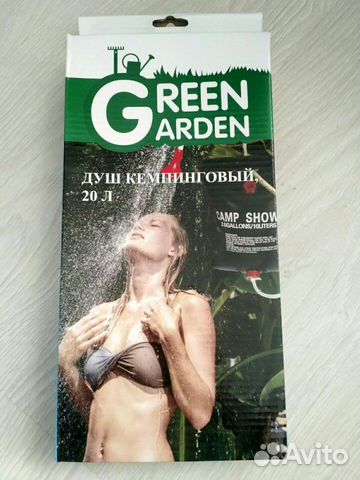 GREEN
GARDEN
ДУШ КЕМПИНГОВЫЙ,
20 Л
CAMP SHOW
Avito